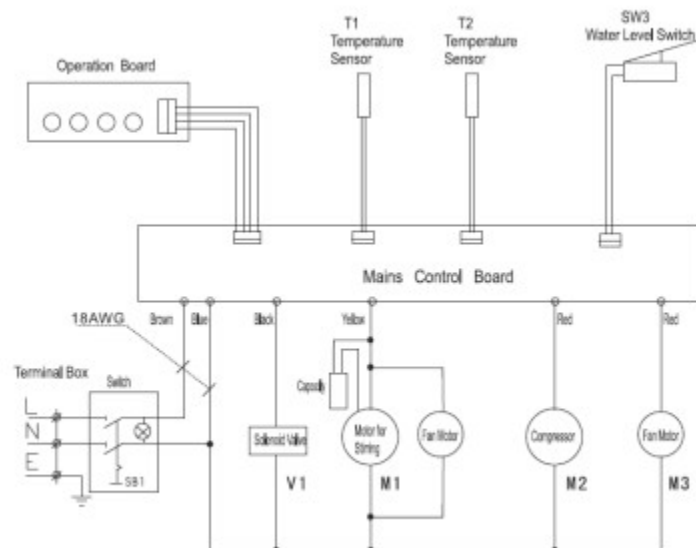 SW3
Water Level Switch
T1
Temperature
Sensor
T2
Temperature
Sensor
Operation Board
Mains Control Board
18AWG
Brown
Blue
Black
Yellow
Red
Red
Terminal Box
Switch
L
N
E
SB1
Solenoid Valve
V1
Capacity
Motor for
Stirring
M1
Fan Motor
Compressor
M2
Fan Motor
M3